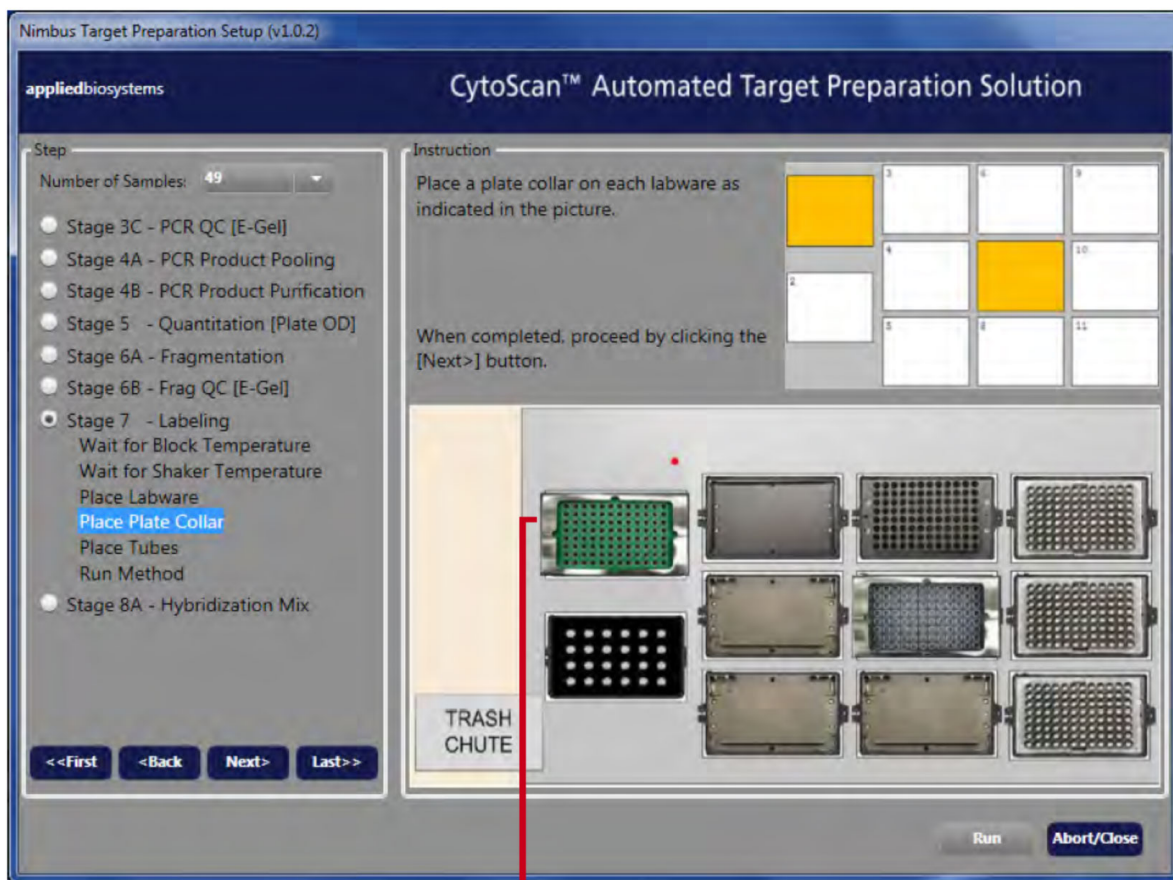 Nimbus Target Preparation Setup (v1.0.2)
appliedbiosystems
CytoScan™ Automated Target Preparation Solution
Step
Number of Samples: 49
Stage 3C - PCR QC [E-Gel]
Stage 4A - PCR Product Pooling
Stage 4B - PCR Product Purification
Stage 5 - Quantitation [Plate OD]
Stage 6A - Fragmentation
Stage 6B - Frag QC [E-Gel]
Stage 7 - Labeling
Wait for Block Temperature
Wait for Shaker Temperature
Place Labware
Place Plate Collar
Place Tubes
Run Method
Stage 8A - Hybridization Mix
<<First <Back Next> Last>>
Instruction
Place a plate collar on each labware as
indicated in the picture.
When completed, proceed by clicking the
[Next>] button.
3 6 9
4 10
2
5 8 11
TRASH
CHUTE
Run Abort/Close